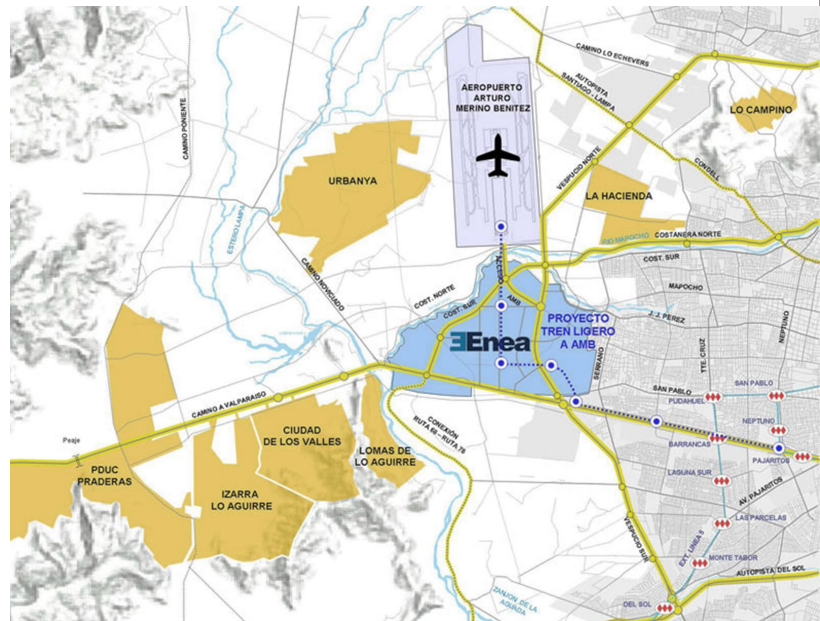 CAMINO LO ECHEVERS
AEROPUERTO
ARTURO
MERINO BENITEZ
AUTOPISTA
SANTIAGO - LAMPA
LO CAMPINO
CAMINO PONIENTE
VESPUCIO NORTE
CONDELL
URBANYA
LA HACIENDA
ESTERO LAMPA
RIO MAPOCHO
COSTANERA NORTE
COST. SUR
CAMINO NOVICIADO
ACCESO
AMB
COST. NORTE
COST. SUR
MAPOCHO
J. J. PEREZ
NEPTUNO
TTE. CRUZ
PROYECTO
TREN LIGERO
A AMB
Enea
SERRANO
SAN PABLO
SAN PABLO
PUDAHUEL
CAMINO A VALPARAISO
CONEXIÓN
RUTA 68 – RUTA 78
NEPTUNO
BARRANCAS
PAJARITOS
Peaje
CIUDAD
DE LOS VALLES
LOMAS DE
LO AGUIRRE
PDUC
PRADERAS
IZARRA
LO AGUIRRE
LAGUNA SUR
AV. PAJARITOS
LAS PARCELAS
VESPUCIO SUR
EXT. LINEA 5
MONTE TABOR
AUTOPISTA DEL SOL
ZANJON DE LA
AGUADA
DEL SOL